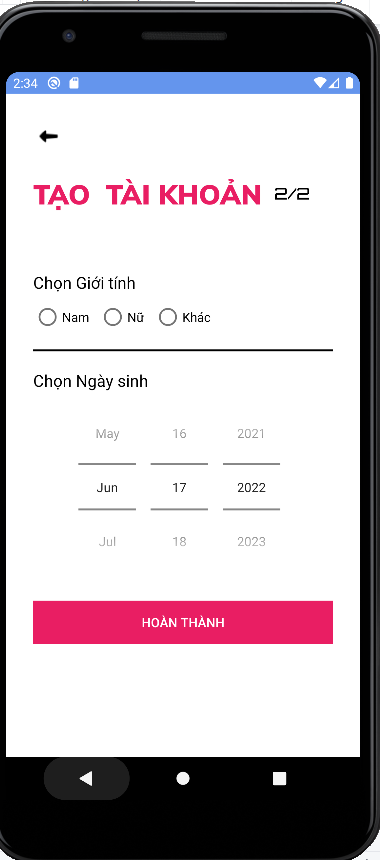 2:34
TẠO TÀI KHOẢN 2/2
Chọn Giới tính
Nam Nữ Khác
Chọn Ngày sinh
May 16 2021
Jun 17 2022
Jul 18 2023
HOÀN THÀNH